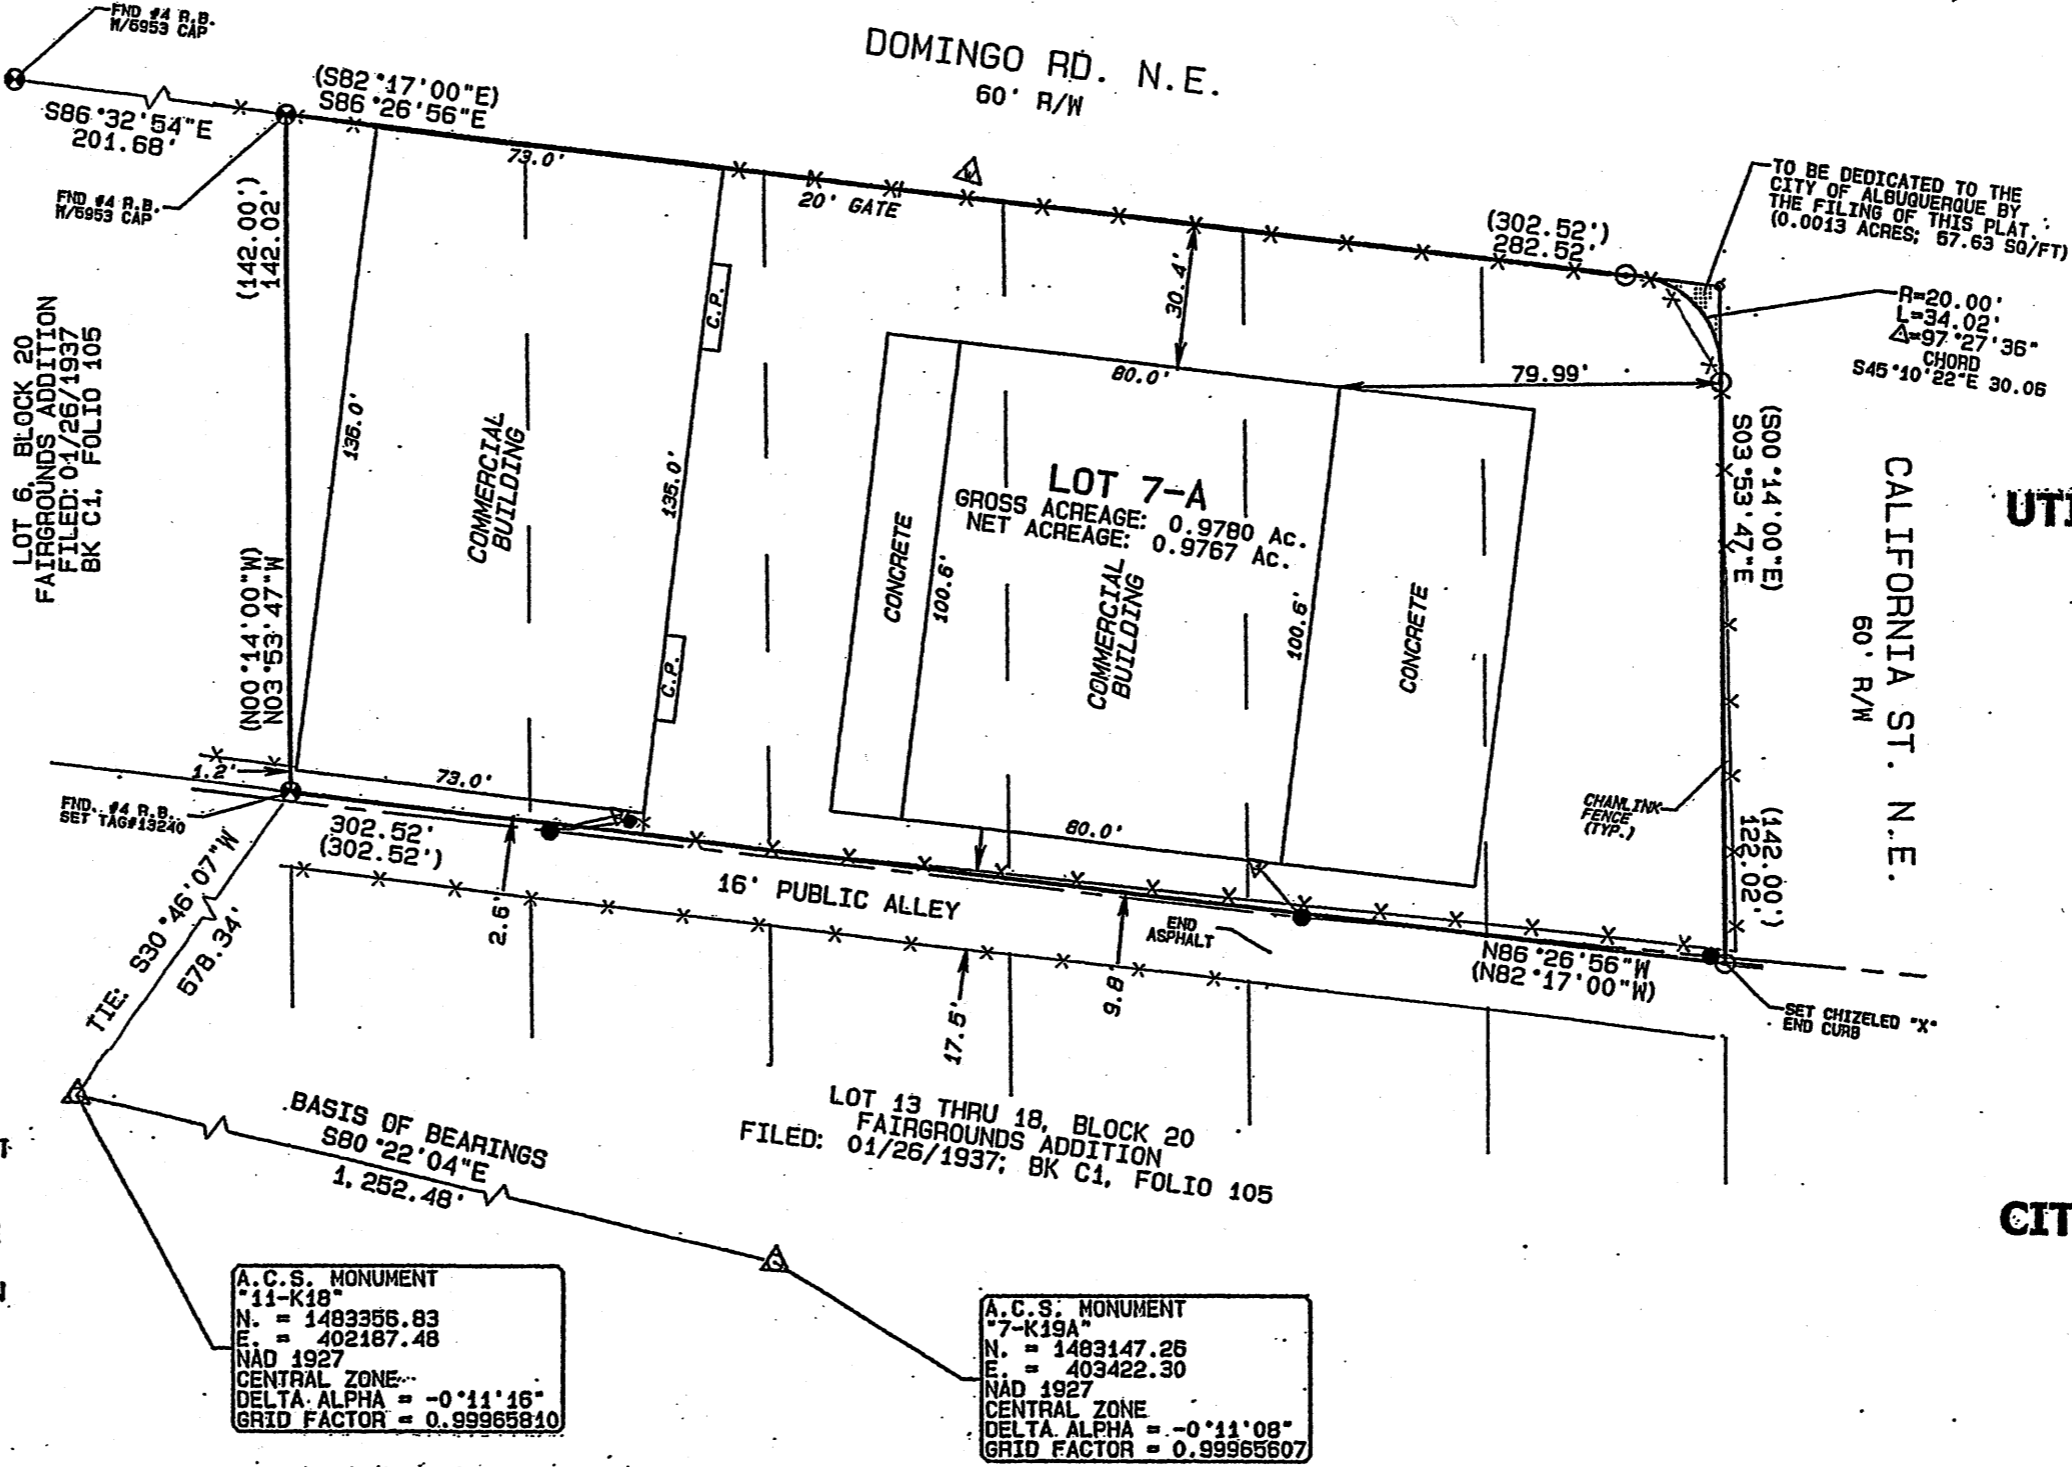 FND #4 R.B.
W/6953 CAP
S86°32'54"E
201.68'
FND #4 R.B.
W/6953 CAP
(S82°17'00"E)
S86°26'56"E
DOMINGO RD. N.E.
60' R/W
73.0'
20' GATE
(302.52')
282.52'
TO BE DEDICATED TO THE
CITY OF ALBUQUERQUE BY
THE FILING OF THIS PLAT.
(0.0013 ACRES; 67.63 SQ/FT)
R=20.00'
L=34.02'
Δ=97°27'36"
CHORD
S45°10'22"E 30.06
(142.00')
142.02'
(N00°14'00"W)
N03°53'47"W
LOT 6, BLOCK 20
FAIRGROUNDS ADDITION
FILED: 01/26/1937
BK C1, FOLIO 105
136.0'
COMMERCIAL
BUILDING
135.0'
C.P.
C.P.
30.4'
80.0'
79.99'
LOT 7-A
GROSS ACREAGE: 0.9780 Ac.
NET ACREAGE: 0.9767 Ac.
CONCRETE
100.6'
COMMERCIAL
BUILDING
100.6'
CONCRETE
(S00°14'00"E)
S03°53'47"E
CALIFORNIA ST. N.E.
60' R/W
UT
CHANLINK
FENCE
(TYP.)
(142.00')
122.02'
1.2'
73.0'
FND. #4 R.B.
SET TAG#13240
302.52'
(302.52')
2.6'
16' PUBLIC ALLEY
80.0'
END
ASPHALT
9.8'
17.5'
N86°26'56"W
(N82°17'00"W)
SET CHIZELED "X"
END CURB
TIE: S30°46'07"W
578.34'
BASIS OF BEARINGS
S80°22'04"E
1,252.48'
LOT 13 THRU 18, BLOCK 20
FAIRGROUNDS ADDITION
FILED: 01/26/1937; BK C1, FOLIO 105
CIT
A.C.S. MONUMENT
"11-K18"
N. = 1483356.83
E. = 402187.48
NAD 1927
CENTRAL ZONE
DELTA ALPHA = -0°11'16"
GRID FACTOR = 0.99965810
A.C.S. MONUMENT
"7-K19A"
N. = 1483147.26
E. = 403422.30
NAD 1927
CENTRAL ZONE
DELTA ALPHA = -0°11'08"
GRID FACTOR = 0.99965607